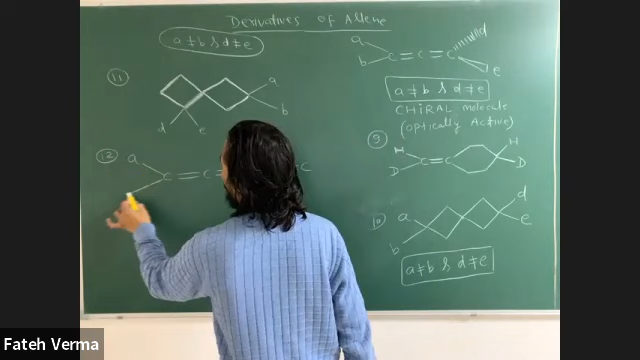 Derivatives of Allene
a≠b & d≠e
a
b
C=C=C
d
e
a≠b & d≠e
CHIRAL molecule
(optically Active)
11
a
b
d
e
9
H
D
C=C
H
D
12
a
C=C
C
10
a
b
d
e
a≠b & d≠e
Fateh Verma